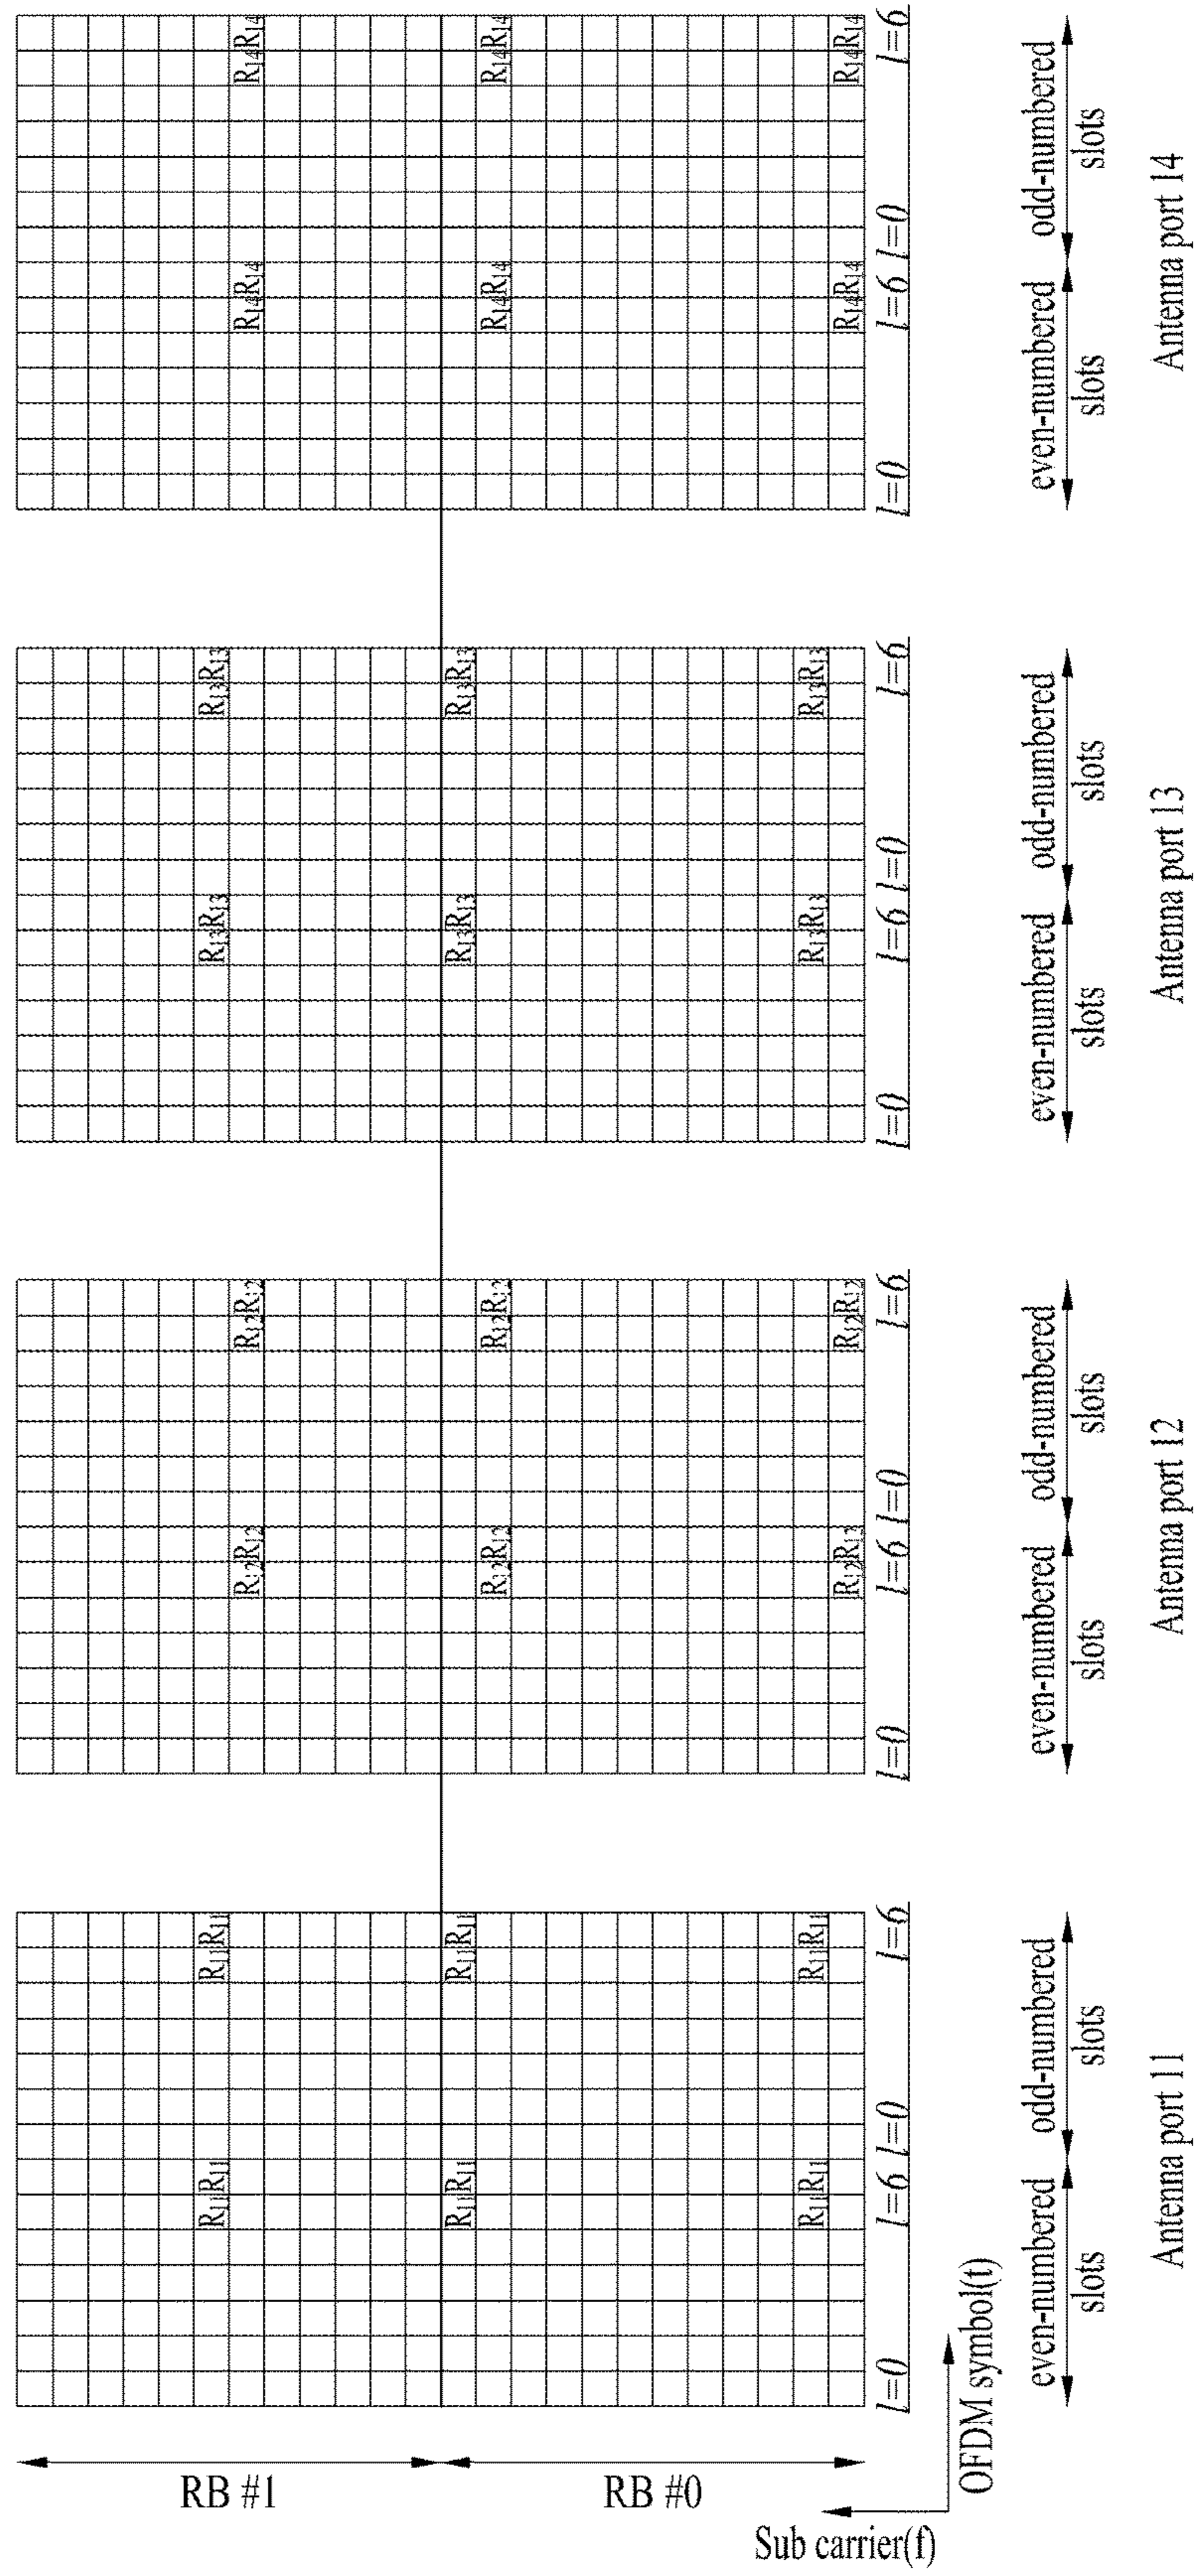 RB #1
RB #0
Sub carrier(f)
OFDM symbol(t)
R₁₁R₁₁ R₁₁R₁₁
R₁₁R₁₁ R₁₁R₁₁
R₁₁R₁₁ R₁₁R₁₁
l=0 l=6 l=0 l=6
even-numbered slots
odd-numbered slots
Antenna port 11
R₁₂R₁₂ R₁₂R₁₂
R₁₂R₁₂ R₁₂R₁₂
R₁₂R₁₃ R₁₂R₁₂
l=0 l=6 l=0 l=6
even-numbered slots
odd-numbered slots
Antenna port 12
R₁₃R₁₃ R₁₃R₁₃
R₁₃R₁₃ R₁₃R₁₃
R₁₃R₁₃ R₁₃R₁₃
l=0 l=6 l=0 l=6
even-numbered slots
odd-numbered slots
Antenna port 13
R₁₄R₁₄ R₁₄R₁₄
R₁₄R₁₄ R₁₄R₁₄
R₁₄R₁₄ R₁₄R₁₄
l=0 l=6 l=0 l=6
even-numbered slots
odd-numbered slots
Antenna port 14